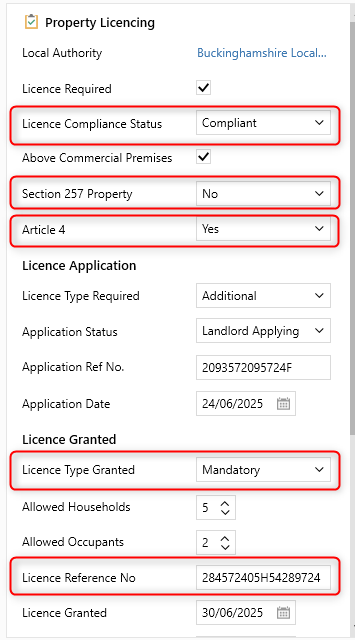 Property Licencing
Local Authority Buckinghamshire Local...
Licence Required
Licence Compliance Status Compliant
Above Commercial Premises
Section 257 Property No
Article 4 Yes
Licence Application
Licence Type Required Additional
Application Status Landlord Applying
Application Ref No. 2093572095724F
Application Date 24/06/2025
Licence Granted
Licence Type Granted Mandatory
Allowed Households 5
Allowed Occupants 2
Licence Reference No 284572405H54289724
Licence Granted 30/06/2025